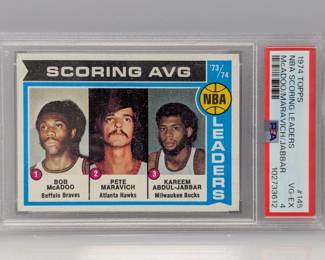 SCORING AVG
'73/74
NBA
LEADERS
1
BOB
McADOO
Buffalo Braves
2
PETE
MARAVICH
Atlanta Hawks
3
KAREEM
ABDUL-JABBAR
Milwaukee Bucks
1974 TOPPS
NBA SCORING LEADERS
McADOO/MARAVICH/JABBAR
#145
VG-EX
4
102733612
PSA